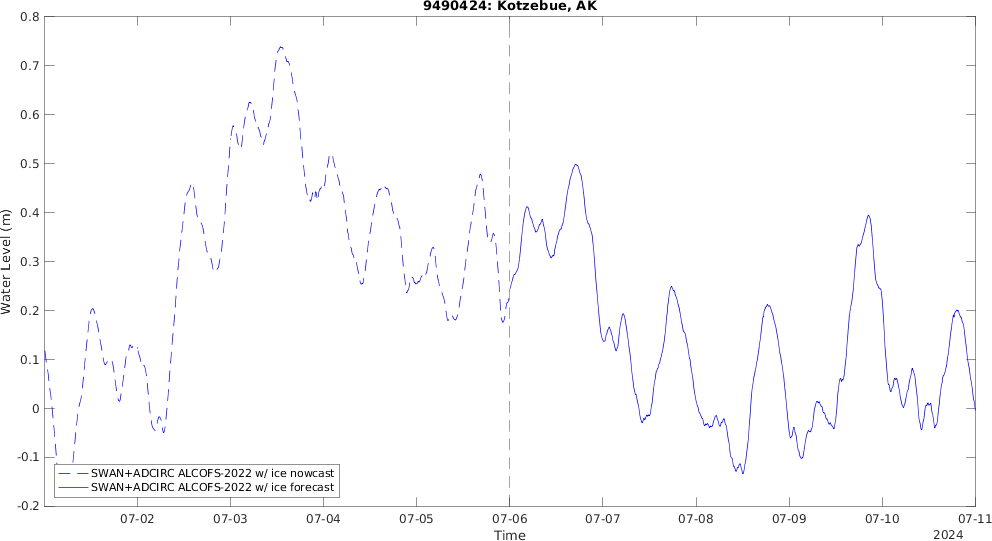 9490424: Kotzebue, AK
0.8
0.7
0.6
0.5
0.4
0.3
0.2
0.1
0
-0.1
-0.2
Water Level (m)
SWAN+ADCIRC ALCOFS-2022 w/ ice nowcast
SWAN+ADCIRC ALCOFS-2022 w/ ice forecast
07-02 07-03 07-04 07-05 07-06 07-07 07-08 07-09 07-10 07-11
Time
2024